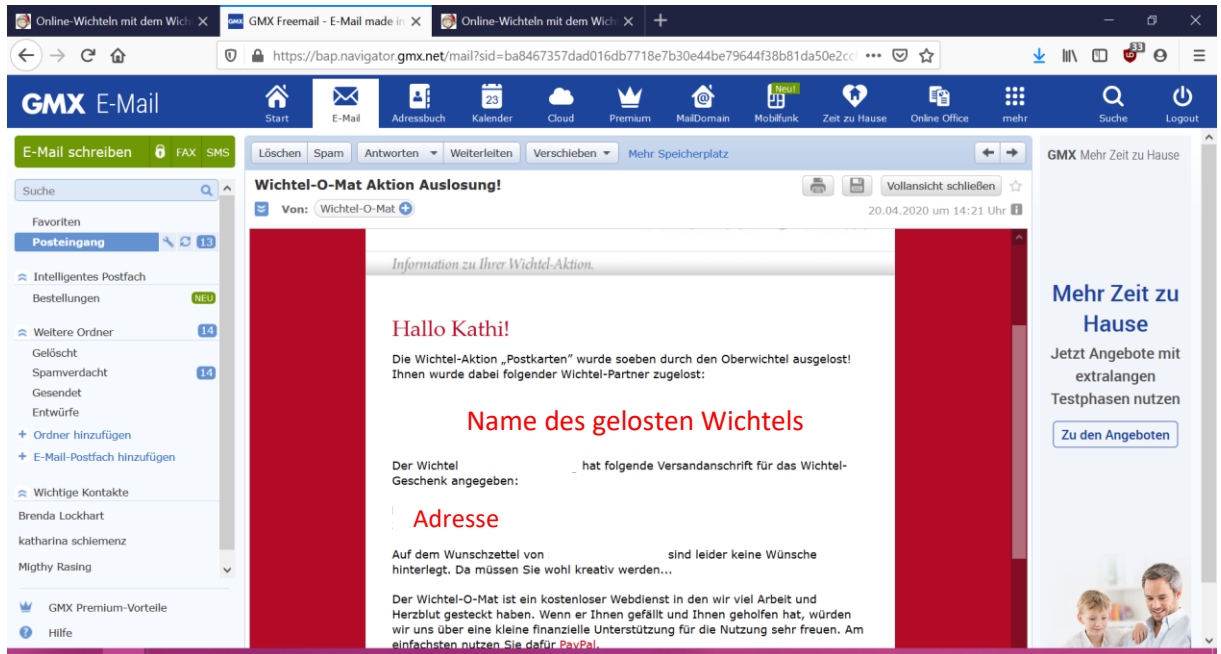 Online-Wichteln mit dem Wich
GMX Freemail - E-Mail made in
Online-Wichteln mit dem Wich
https://bap.navigator.gmx.net/mail?sid=ba8467357dad016db7718e7b30e44be79644f38b81da50e2cc
33
GMX E-Mail
Start
E-Mail
Adressbuch
23
Kalender
Cloud
Premium
MailDomain
Neu!
Mobilfunk
Zeit zu Hause
Online Office
mehr
Suche
Logout
E-Mail schreiben FAX SMS
Löschen Spam Antworten Weiterleiten Verschieben Mehr Speicherplatz
Suche
Favoriten
Posteingang 13
Intelligentes Postfach
Bestellungen NEU
Weitere Ordner 14
Gelöscht
Spamverdacht 14
Gesendet
Entwürfe
+ Ordner hinzufügen
+ E-Mail-Postfach hinzufügen
Wichtige Kontakte
Brenda Lockhart
katharina schiemenz
Migthy Rasing
GMX Premium-Vorteile
Hilfe
Wichtel-O-Mat Aktion Auslosung!
Vollansicht schließen
Von: Wichtel-O-Mat
20.04.2020 um 14:21 Uhr
Information zu Ihrer Wichtel-Aktion.
Hallo Kathi!
Die Wichtel-Aktion „Postkarten” wurde soeben durch den Oberwichtel ausgelost!
Ihnen wurde dabei folgender Wichtel-Partner zugelost:
Name des gelosten Wichtels
Der Wichtel hat folgende Versandanschrift für das Wichtel-
Geschenk angegeben:
Adresse
Auf dem Wunschzettel von sind leider keine Wünsche
hinterlegt. Da müssen Sie wohl kreativ werden...
Der Wichtel-O-Mat ist ein kostenloser Webdienst in den wir viel Arbeit und
Herzblut gesteckt haben. Wenn er Ihnen gefällt und Ihnen geholfen hat, würden
wir uns über eine kleine finanzielle Unterstützung für die Nutzung sehr freuen. Am
einfachsten nutzen Sie dafür PayPal.
GMX Mehr Zeit zu Hause
Mehr Zeit zu
Hause
Jetzt Angebote mit
extralangen
Testphasen nutzen
Zu den Angeboten